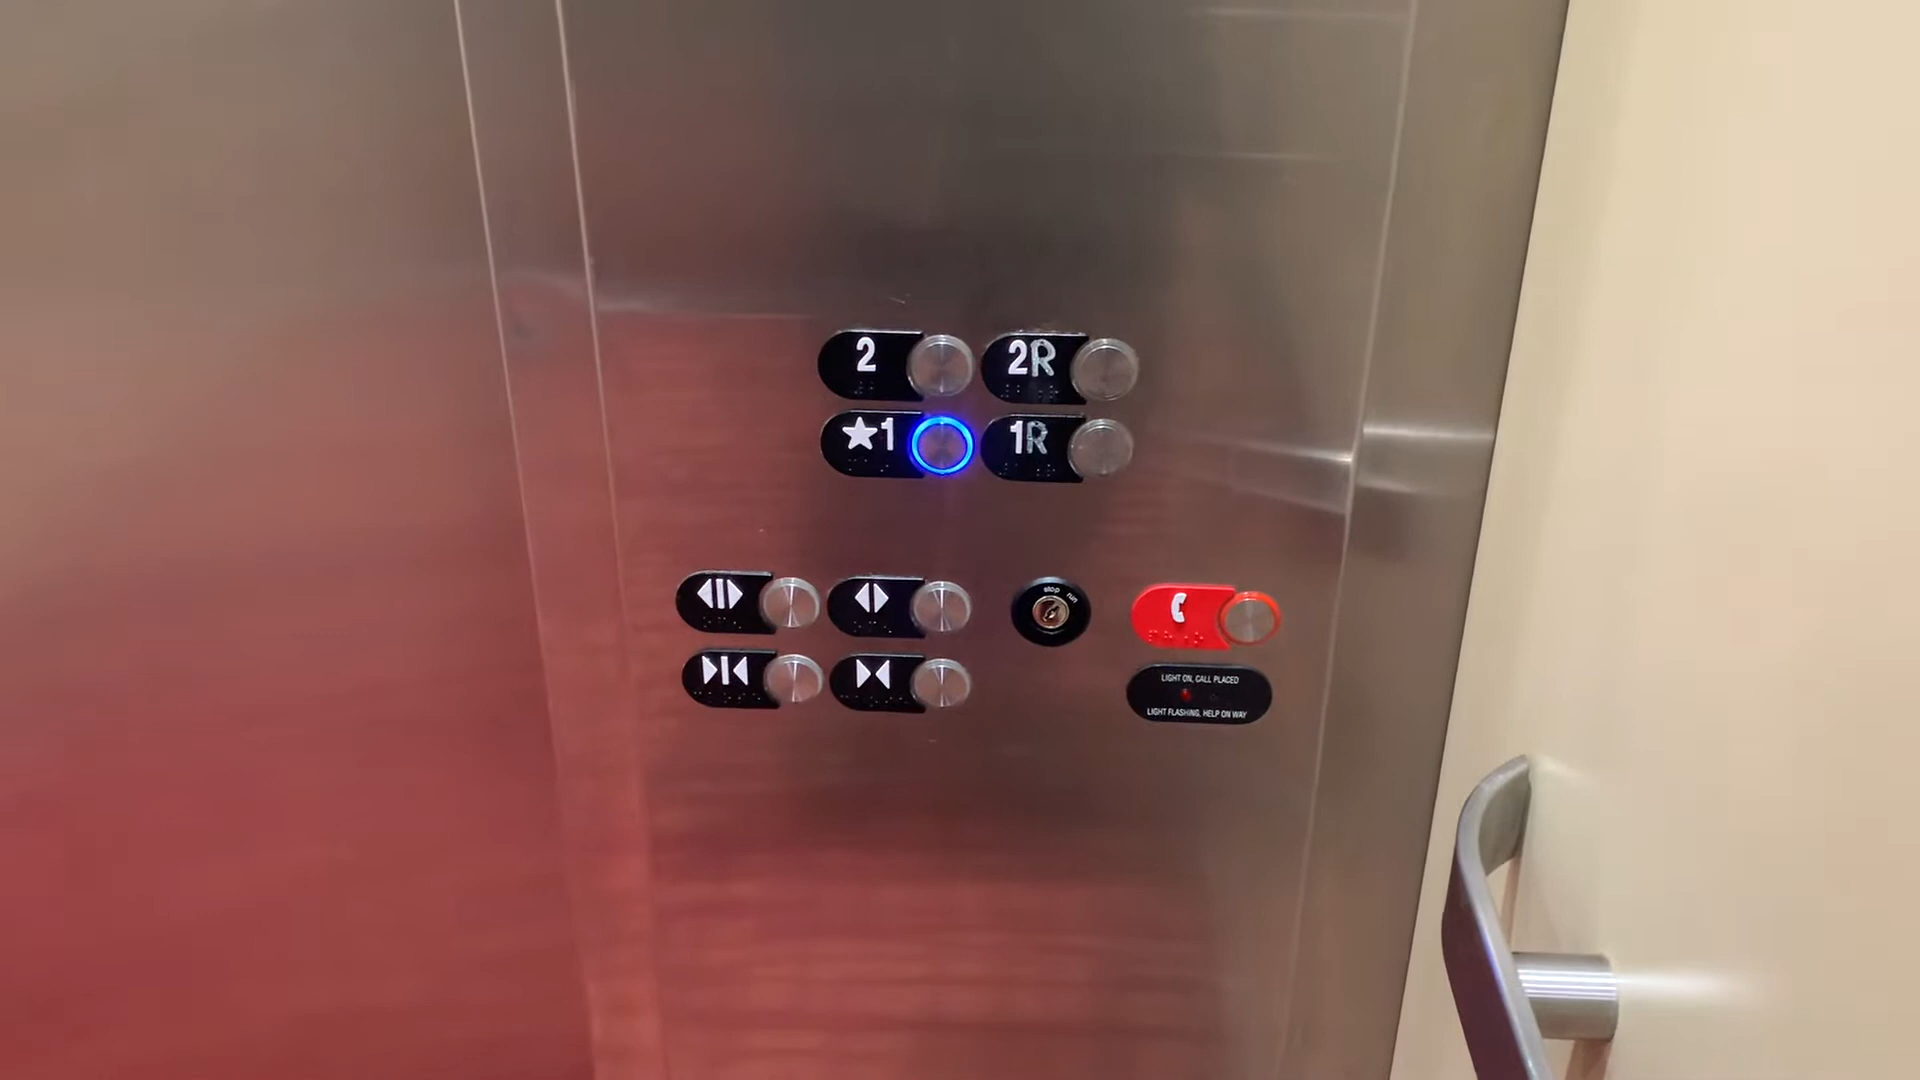 2 2R
★1 1R
stop run
LIGHT ON, CALL PLACED
LIGHT FLASHING, HELP ON WAY